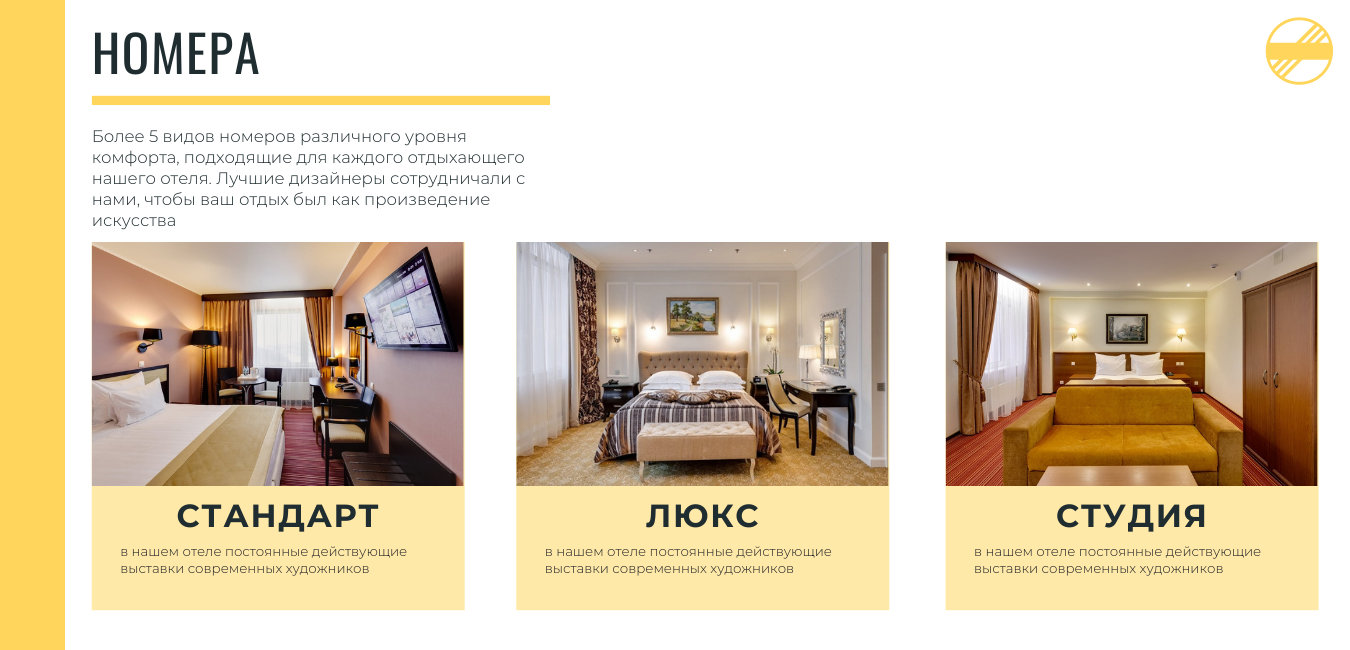 НОМЕРА
Более 5 видов номеров различного уровня
комфорта, подходящие для каждого отдыхающего
нашего отеля. Лучшие дизайнеры сотрудничали с
нами, чтобы ваш отдых был как произведение
искусства
СТАНДАРТ
в нашем отеле постоянные действующие
выставки современных художников
ЛЮКС
в нашем отеле постоянные действующие
выставки современных художников
СТУДИЯ
в нашем отеле постоянные действующие
выставки современных художников